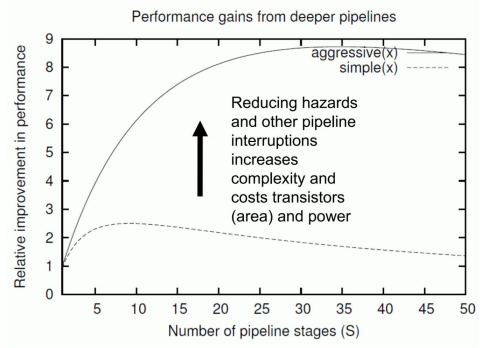 Performance gains from deeper pipelines
Relative improvement in performance
9
8
7
6
5
4
3
2
1
0
aggressive(x)
simple(x)
Reducing hazards
and other pipeline
interruptions
increases
complexity and
costs transistors
(area) and power
5 10 15 20 25 30 35 40 45 50
Number of pipeline stages (S)